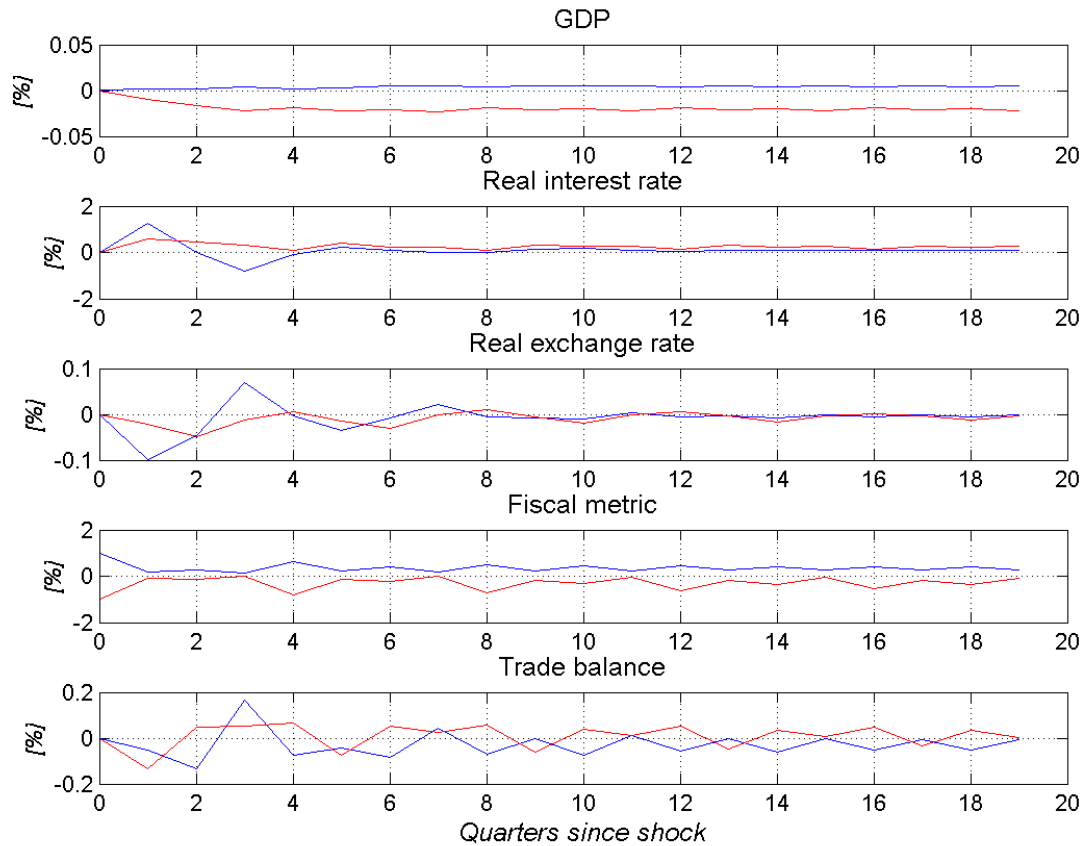 GDP
0.05
0
-0.05
[%]
0 2 4 6 8 10 12 14 16 18 20
Real interest rate
2
0
-2
[%]
0 2 4 6 8 10 12 14 16 18 20
Real exchange rate
0.1
0
-0.1
[%]
0 2 4 6 8 10 12 14 16 18 20
Fiscal metric
2
0
-2
[%]
0 2 4 6 8 10 12 14 16 18 20
Trade balance
0.2
0
-0.2
[%]
0 2 4 6 8 10 12 14 16 18 20
Quarters since shock